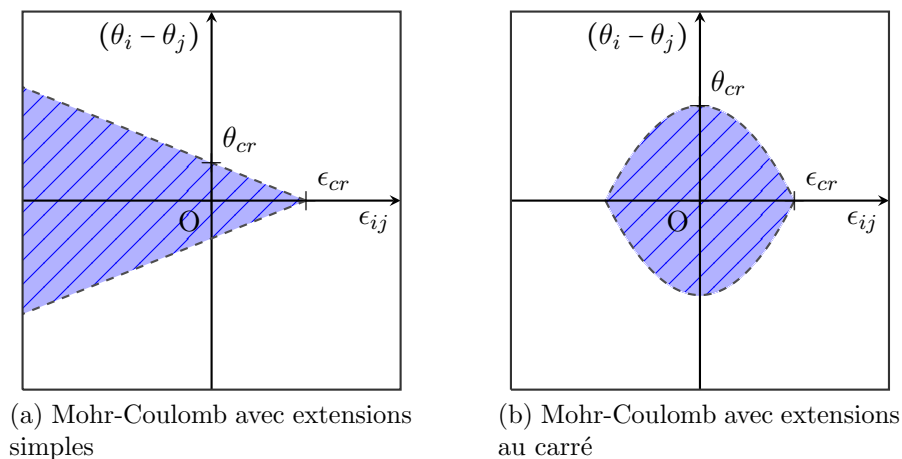 (θi − θj)
θcr
ϵcr
O
ϵij
(a) Mohr-Coulomb avec extensions
simples
(θi − θj)
θcr
ϵcr
O
ϵij
(b) Mohr-Coulomb avec extensions
au carré